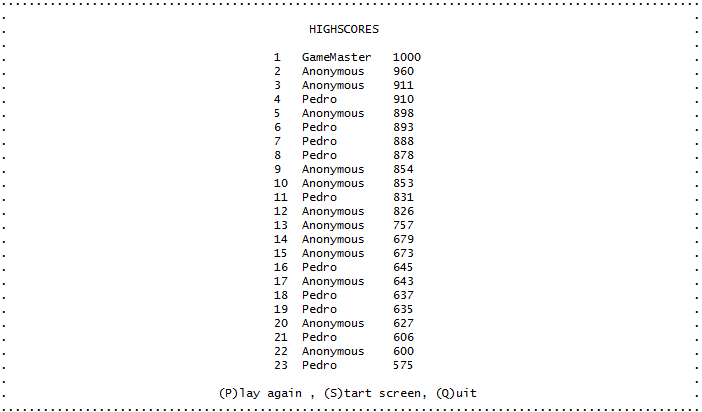 HIGHSCORES
1 GameMaster 1000
2 Anonymous 960
3 Anonymous 911
4 Pedro 910
5 Anonymous 898
6 Pedro 893
7 Pedro 888
8 Pedro 878
9 Anonymous 854
10 Anonymous 853
11 Pedro 831
12 Anonymous 826
13 Anonymous 757
14 Anonymous 679
15 Anonymous 673
16 Pedro 645
17 Anonymous 643
18 Pedro 637
19 Pedro 635
20 Anonymous 627
21 Pedro 606
22 Anonymous 600
23 Pedro 575
(P)lay again , (S)tart screen, (Q)uit